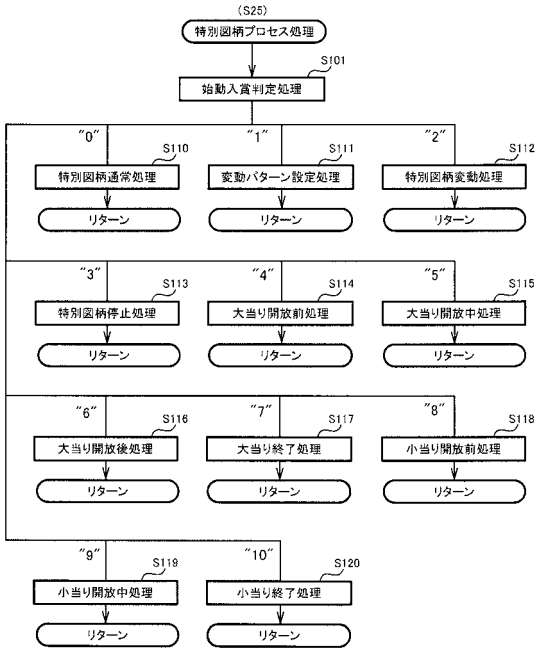 (S25)
特別図柄プロセス処理
S101
始動入賞判定処理
"0" "1" "2"
S110 S111 S112
特別図柄通常処理 変動パターン設定処理 特別図柄変動処理
リターン リターン リターン
"3" "4" "5"
S113 S114 S115
特別図柄停止処理 大当り開放前処理 大当り開放中処理
リターン リターン リターン
"6" "7" "8"
S116 S117 S118
大当り開放後処理 大当り終了処理 小当り開放前処理
リターン リターン リターン
"9" "10"
S119 S120
小当り開放中処理 小当り終了処理
リターン リターン